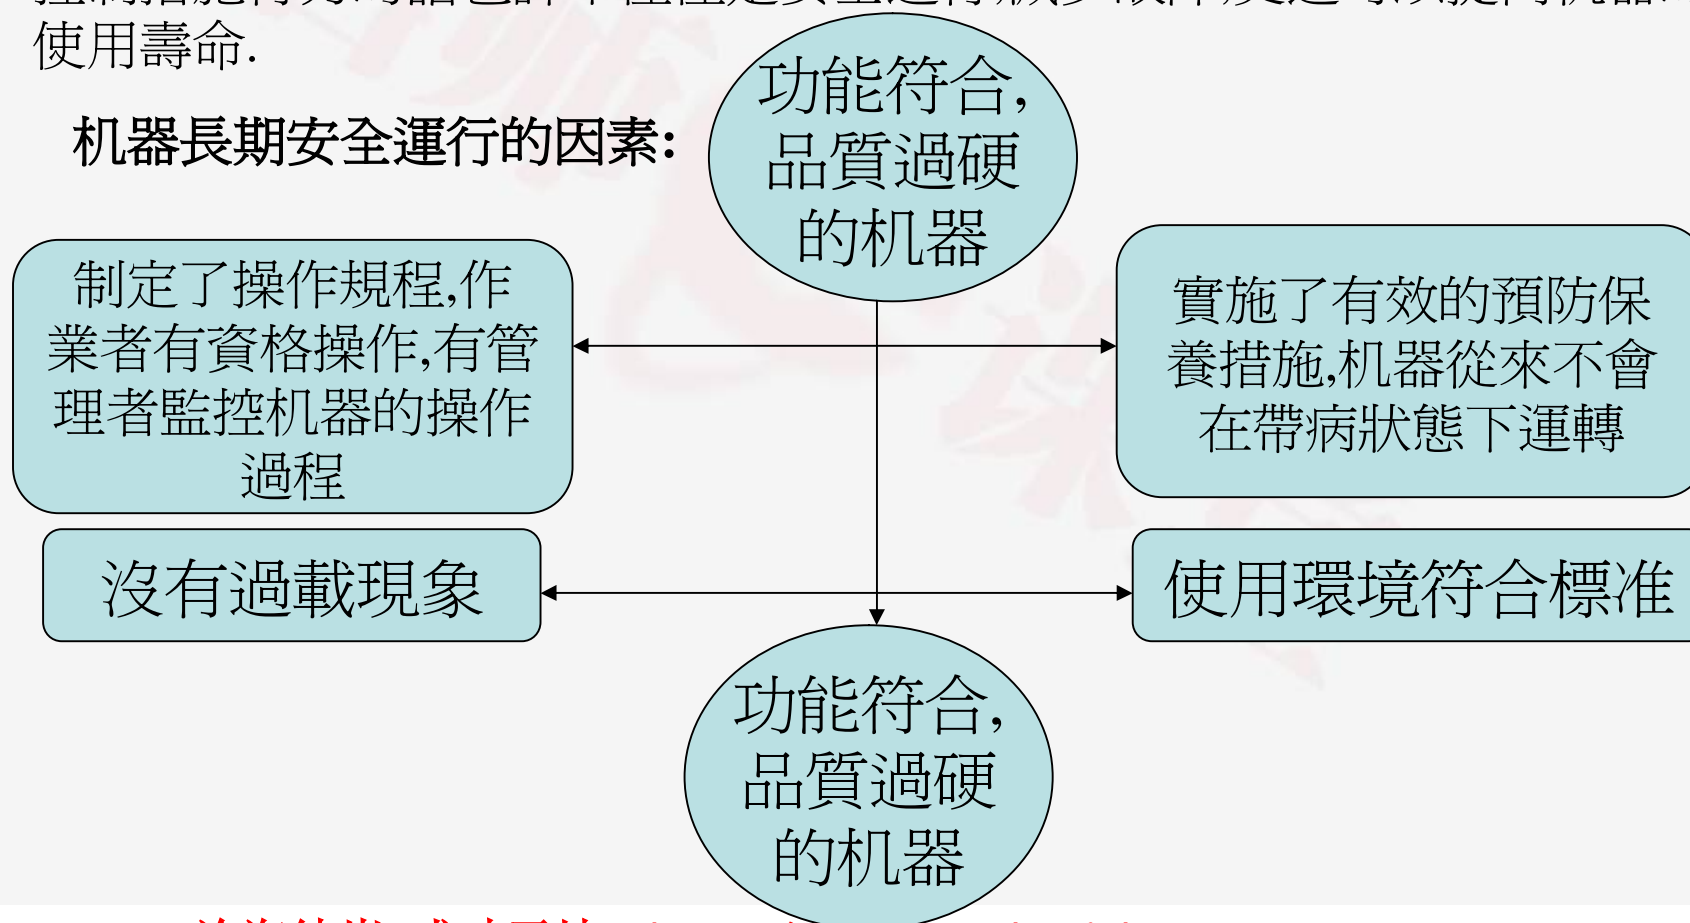 使用壽命.
机器長期安全運行的因素:
功能符合,
品質過硬
的机器
制定了操作規程,作
業者有資格操作,有管
理者監控机器的操作
過程
實施了有效的預防保
養措施,机器從來不會
在帶病狀態下運轉
沒有過載現象
使用環境符合標准
功能符合,
品質過硬
的机器